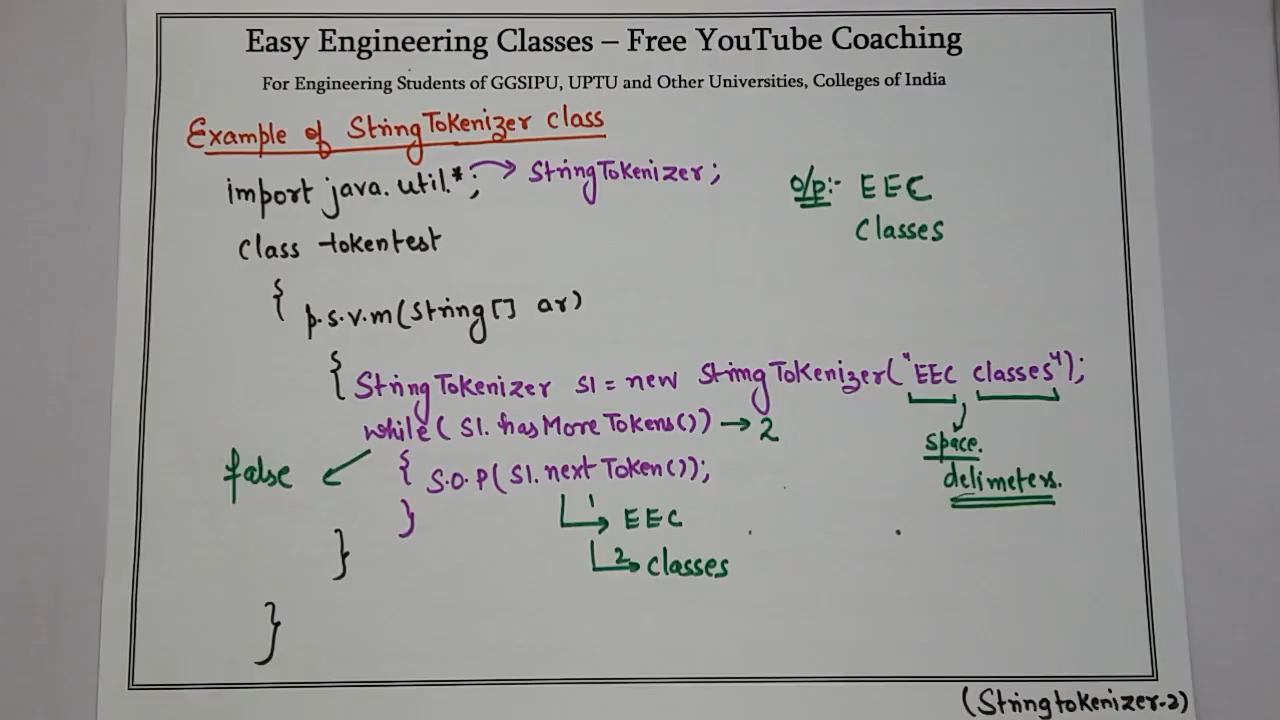 Easy Engineering Classes – Free YouTube Coaching
For Engineering Students of GGSIPU, UPTU and Other Universities, Colleges of India
Example of StringTokenizer class
import java.util.*; → StringTokenizer;
o/p:- EEC
Classes
class tokentest
{ p.s.v.m(String[] ar)
{ StringTokenizer S1 = new StringTokenizer("EEC classes");
while( S1.hasMoreTokens()) → 2
space.
false
{ S.O.P( S1.nextToken());
delimeters.
}
1 EEC
2 classes
}
}
(Stringtokenizer-2)